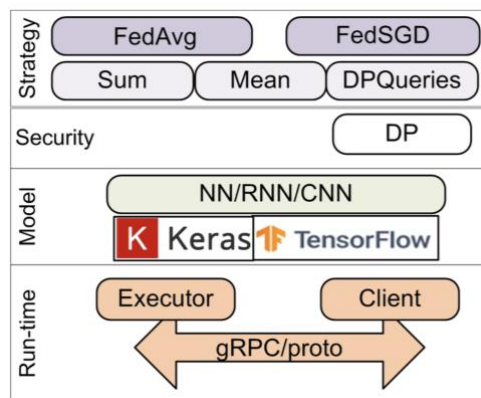 Strategy
FedAvg FedSGD
Sum Mean DPQueries
Security
DP
Model
NN/RNN/CNN
K Keras TensorFlow
Run-time
Executor Client
gRPC/proto